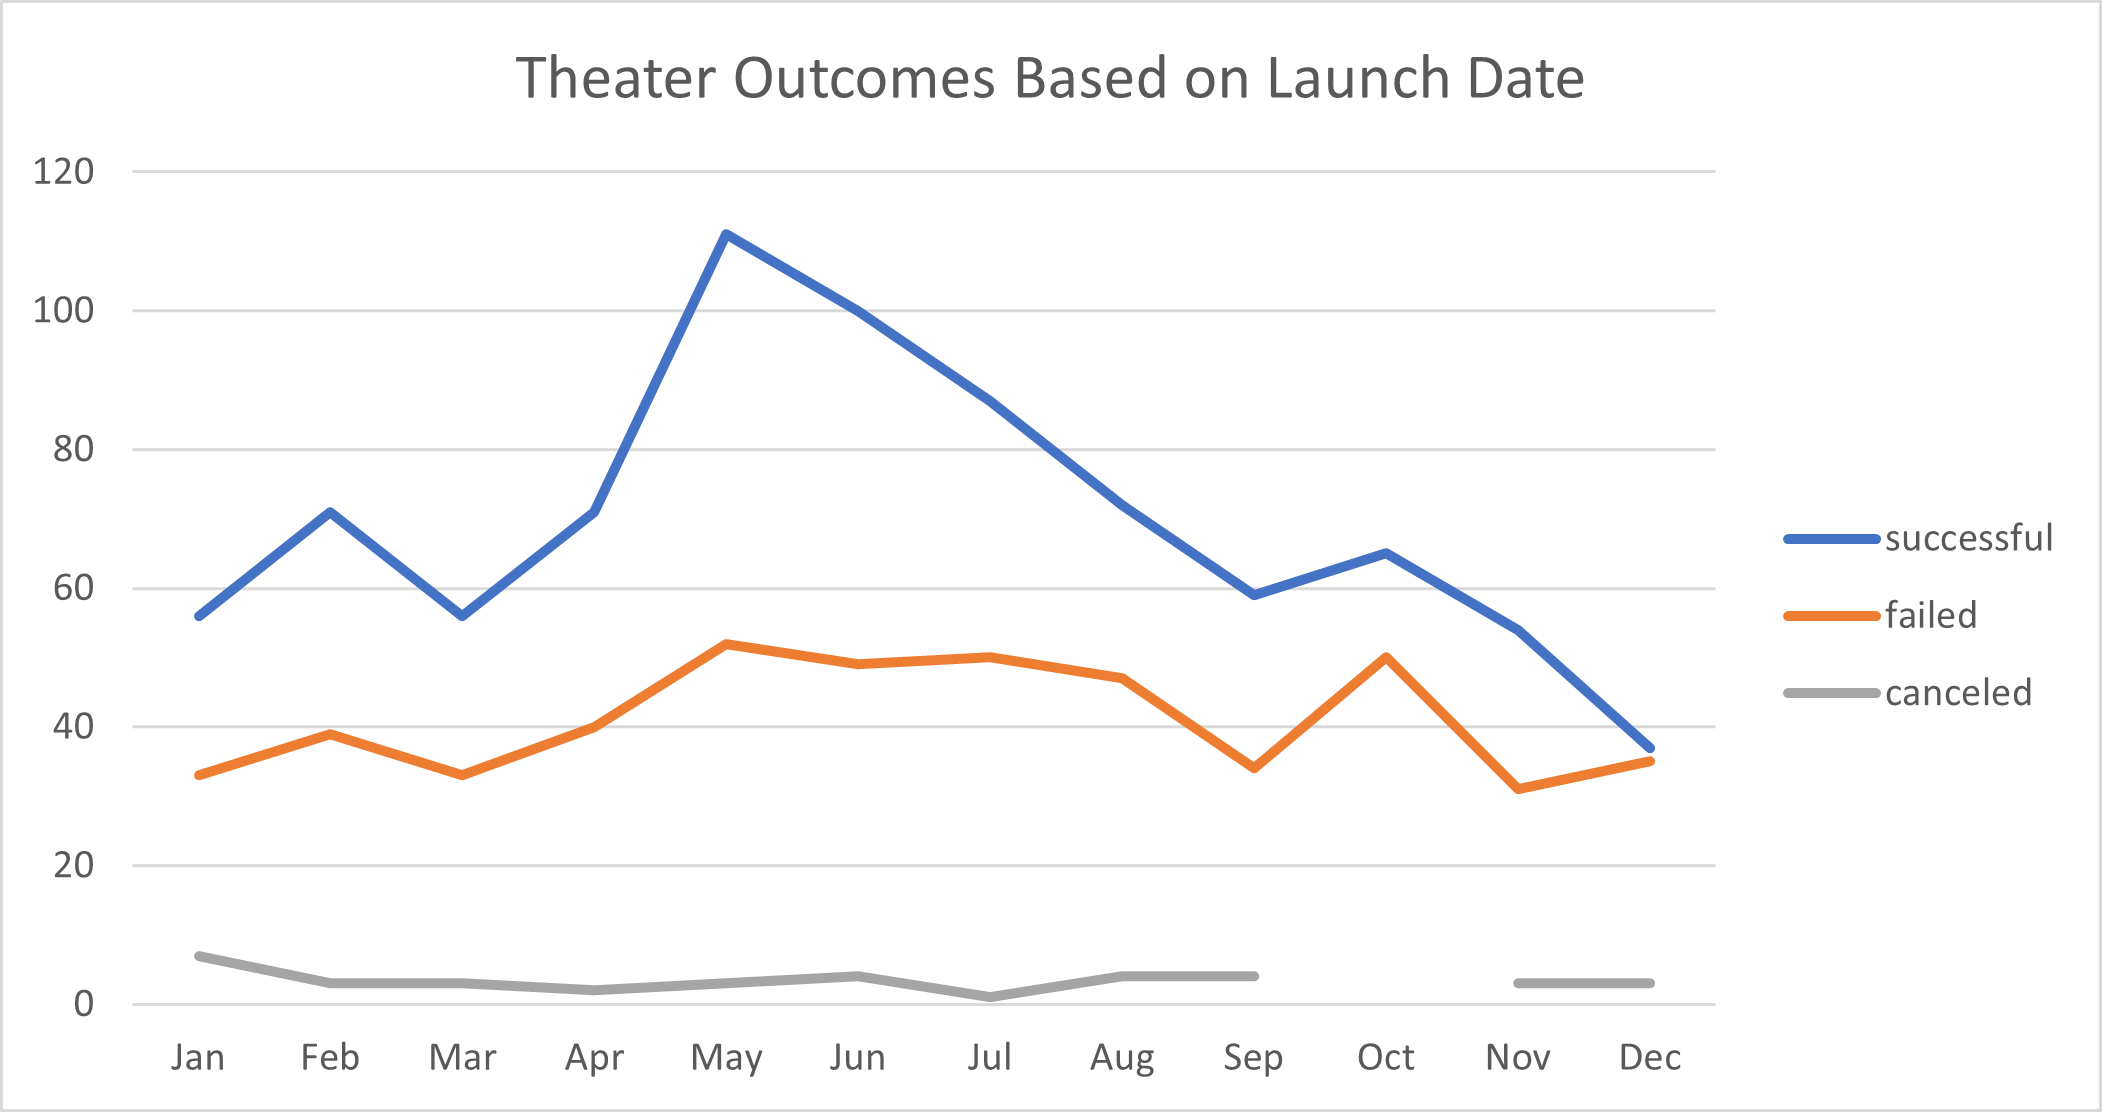 Theater Outcomes Based on Launch Date
120
100
80
60
40
20
0
Jan Feb Mar Apr May Jun Jul Aug Sep Oct Nov Dec
successful
failed
canceled